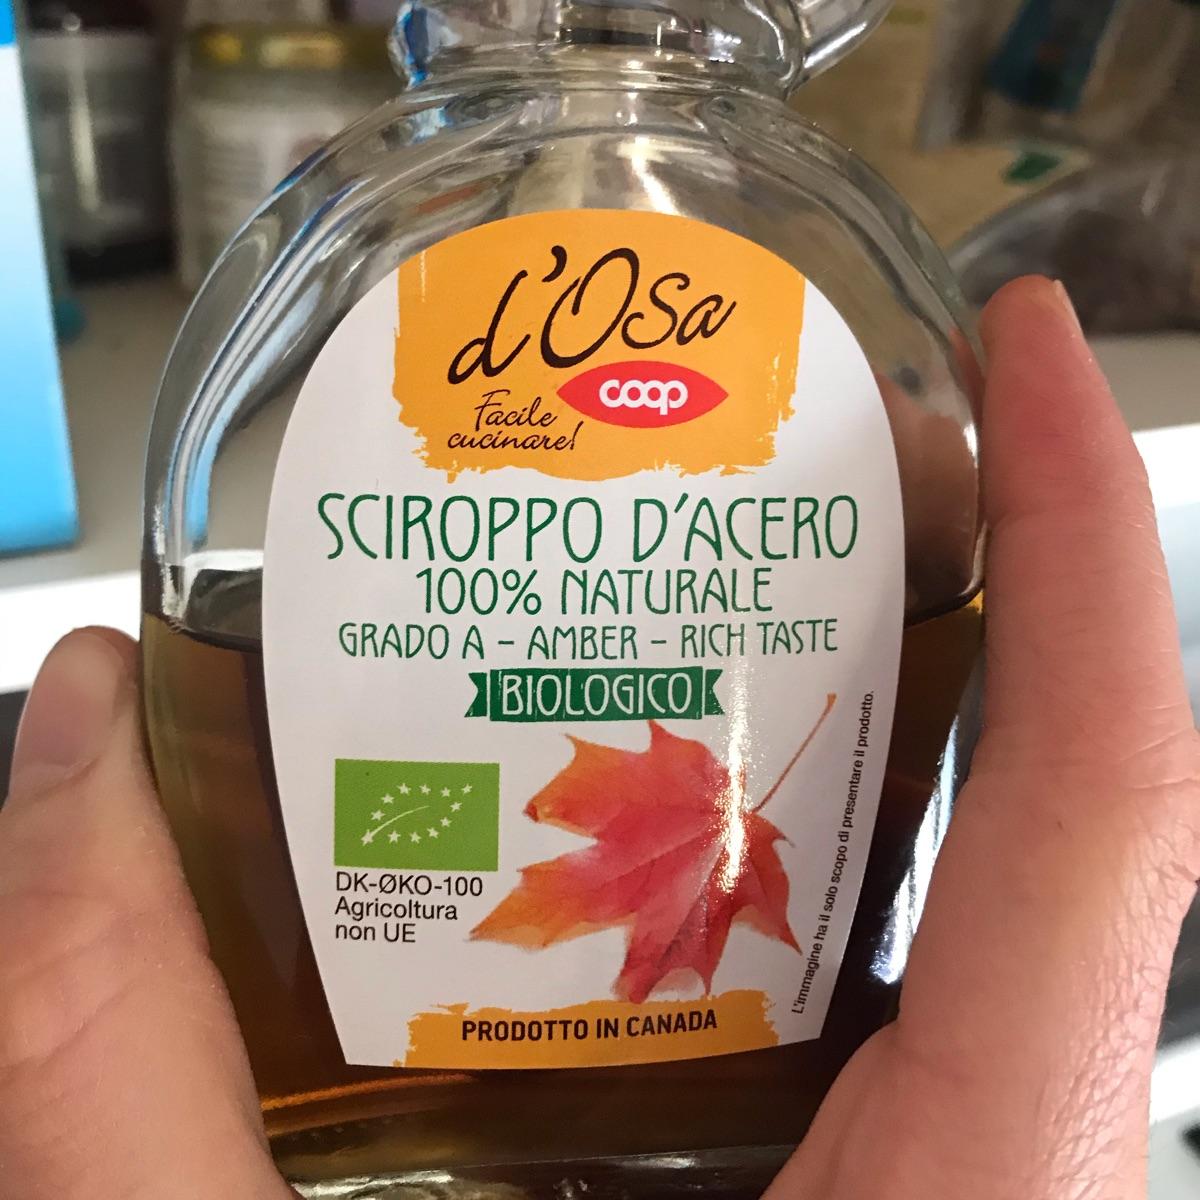 d'Osa
coop
Facile
cucinare!
SCIROPPO D'ACERO
100% NATURALE
GRADO A – AMBER – RICH TASTE
BIOLOGICO
DK-ØKO-100
Agricoltura
non UE
L'immagine ha il solo scopo di presentare il prodotto.
PRODOTTO IN CANADA